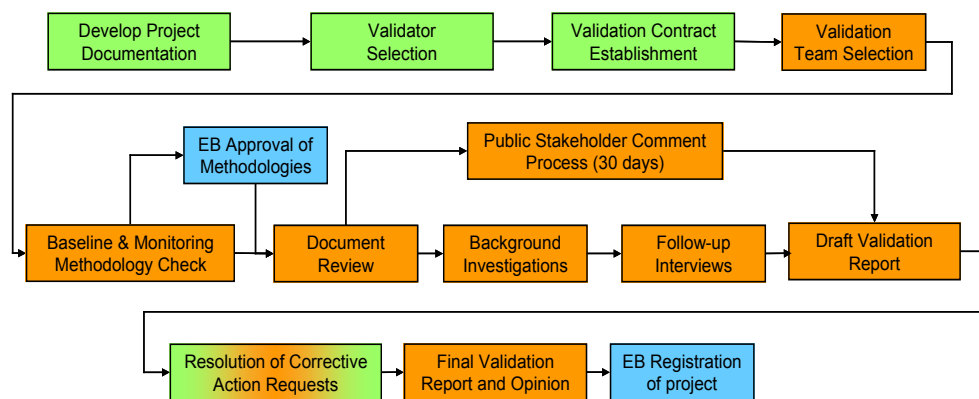 Develop Project
Documentation
Validator
Selection
Validation Contract
Establishment
Validation
Team Selection
EB Approval of
Methodologies
Public Stakeholder Comment
Process (30 days)
Baseline & Monitoring
Methodology Check
Document
Review
Background
Investigations
Follow-up
Interviews
Draft Validation
Report
Resolution of Corrective
Action Requests
Final Validation
Report and Opinion
EB Registration
of project